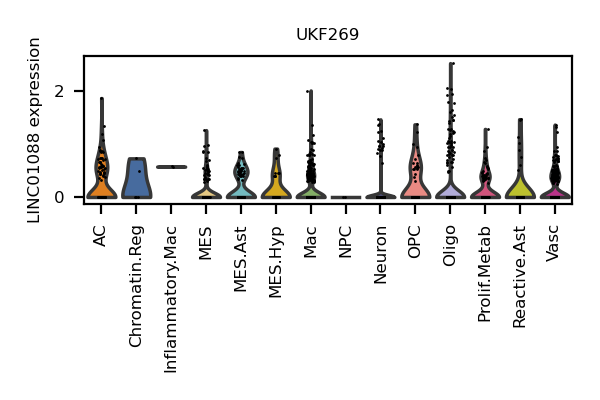 UKF269
LINC01088 expression
2
0
AC
Chromatin.Reg
Inflammatory.Mac
MES
MES.Ast
MES.Hyp
Mac
NPC
Neuron
OPC
Oligo
Prolif.Metab
Reactive.Ast
Vasc